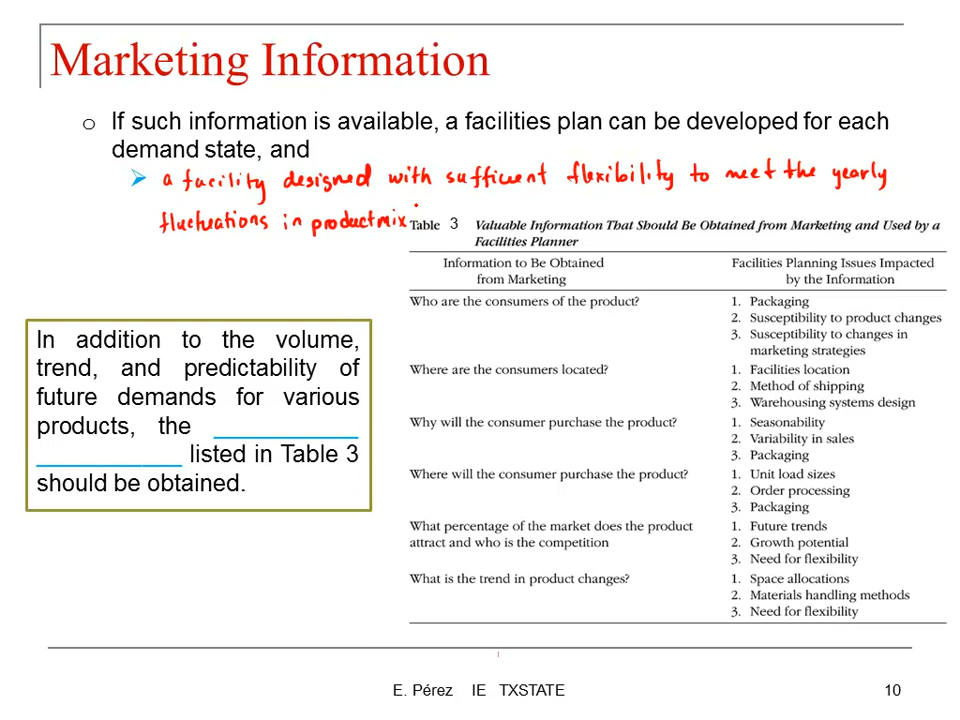 Marketing Information
o If such information is available, a facilities plan can be developed for each
demand state, and
a facility designed with sufficient flexibility to meet the yearly
fluctuations in product mix.
Table 3 Valuable Information That Should Be Obtained from Marketing and Used by a
Facilities Planner
Information to Be Obtained
from Marketing
Facilities Planning Issues Impacted
by the Information
Who are the consumers of the product?
1. Packaging
2. Susceptibility to product changes
3. Susceptibility to changes in
marketing strategies
Where are the consumers located?
1. Facilities location
2. Method of shipping
3. Warehousing systems design
Why will the consumer purchase the product?
1. Seasonability
2. Variability in sales
3. Packaging
Where will the consumer purchase the product?
1. Unit load sizes
2. Order processing
3. Packaging
What percentage of the market does the product
attract and who is the competition
1. Future trends
2. Growth potential
3. Need for flexibility
What is the trend in product changes?
1. Space allocations
2. Materials handling methods
3. Need for flexibility
In addition to the volume,
trend, and predictability of
future demands for various
products, the ___________
___________ listed in Table 3
should be obtained.
E. Pérez IE TXSTATE
10